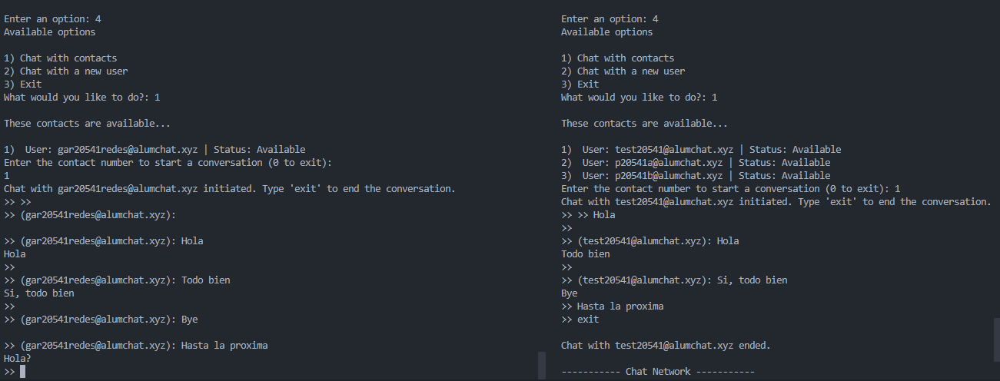 Enter an option: 4
Available options
1) Chat with contacts
2) Chat with a new user
3) Exit
What would you like to do?: 1
These contacts are available...
1)  User: gar20541redes@alumchat.xyz | Status: Available
Enter the contact number to start a conversation (0 to exit):
1
Chat with gar20541redes@alumchat.xyz initiated. Type 'exit' to end the conversation.
>> >>
>> (gar20541redes@alumchat.xyz):
>> (gar20541redes@alumchat.xyz): Hola
Hola
>>
>> (gar20541redes@alumchat.xyz): Todo bien
Si, todo bien
>>
>> (gar20541redes@alumchat.xyz): Bye
>> (gar20541redes@alumchat.xyz): Hasta la proxima
Hola?
>>
Enter an option: 4
Available options
1) Chat with contacts
2) Chat with a new user
3) Exit
What would you like to do?: 1
These contacts are available...
1)  User: test20541@alumchat.xyz | Status: Available
2)  User: p20541a@alumchat.xyz | Status: Available
3)  User: p20541b@alumchat.xyz | Status: Available
Enter the contact number to start a conversation (0 to exit): 1
Chat with test20541@alumchat.xyz initiated. Type 'exit' to end the conversation.
>> >> Hola
>>
>> (test20541@alumchat.xyz): Hola
Todo bien
>>
>> (test20541@alumchat.xyz): Si, todo bien
Bye
>> Hasta la proxima
>> exit
Chat with test20541@alumchat.xyz ended.
----------- Chat Network -----------